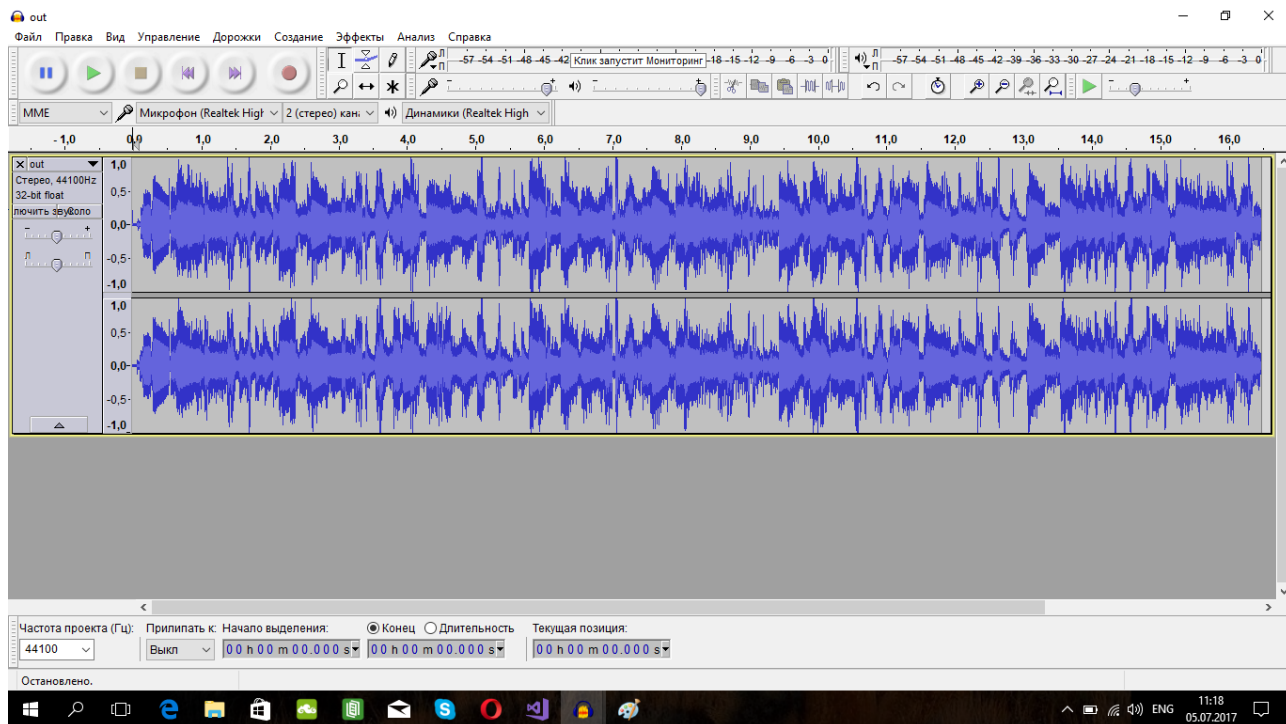 out
Файл Правка Вид Управление Дорожки Создание Эффекты Анализ Справка
-57 -54 -51 -48 -45 -42 Клик запустит Мониторинг -18 -15 -12 -9 -6 -3 0
-57 -54 -51 -48 -45 -42 -39 -36 -33 -30 -27 -24 -21 -18 -15 -12 -9 -6 -3 0
MME Микрофон (Realtek High 2 (стерео) кана Динамики (Realtek High
-1,0 0,0 1,0 2,0 3,0 4,0 5,0 6,0 7,0 8,0 9,0 10,0 11,0 12,0 13,0 14,0 15,0 16,0
out
Стерео, 44100Hz
32-bit float
лючить звук
Соло
Л П
1,0
0,5
0,0
-0,5
-1,0
1,0
0,5
0,0
-0,5
-1,0
Частота проекта (Гц): Прилипать к: Начало выделения: Конец Длительность Текущая позиция:
44100 Выкл 00 h 00 m 00.000 s 00 h 00 m 00.000 s 00 h 00 m 00.000 s
Остановлено.
ENG 11:18
05.07.2017